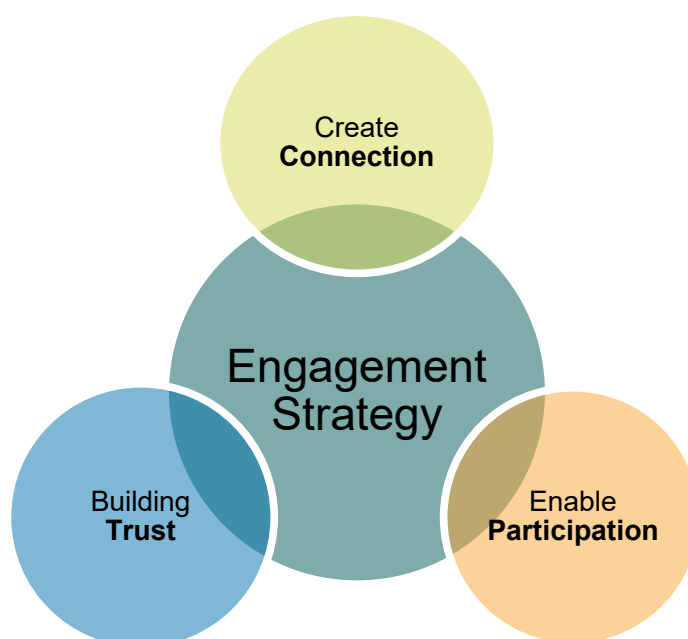 Create
Connection
Engagement
Strategy
Building
Trust
Enable
Participation